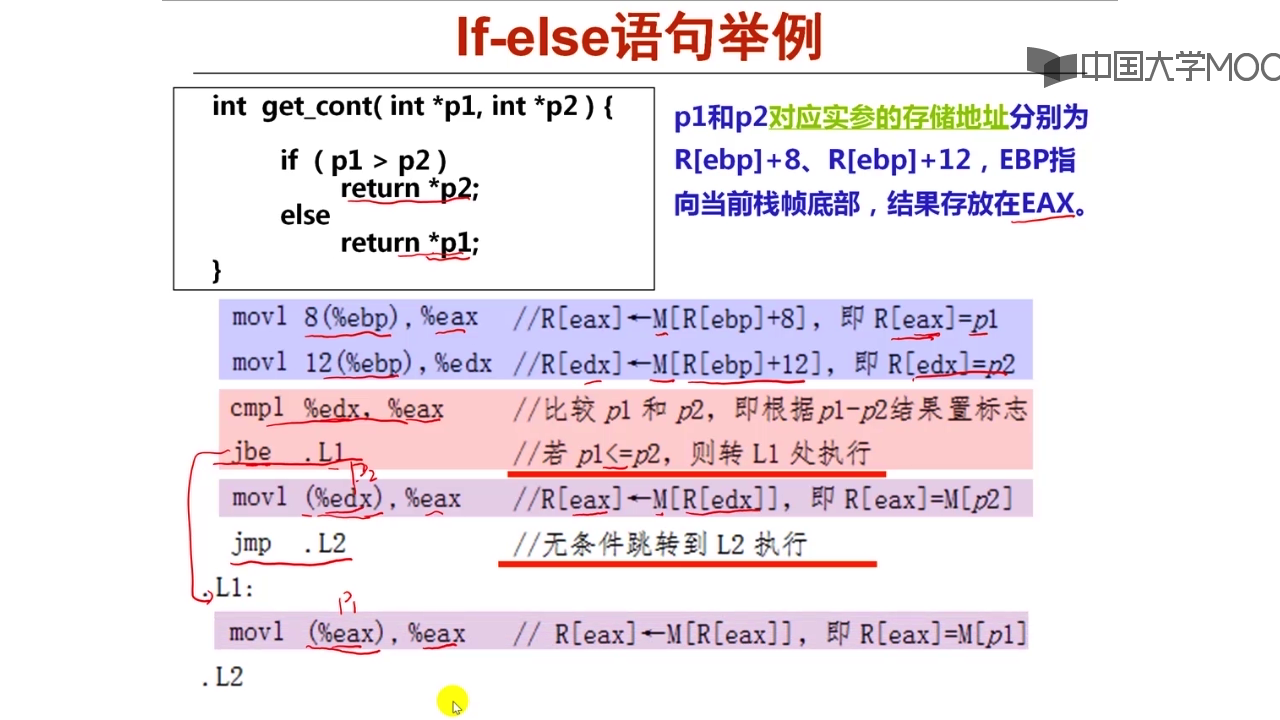 If-else语句举例
中国大学MOO
int get_cont( int *p1, int *p2 ) {
if ( p1 > p2 )
return *p2;
else
return *p1;
}
p1和p2对应实参的存储地址分别为
R[ebp]+8、R[ebp]+12，EBP指
向当前栈帧底部，结果存放在EAX。
movl 8(%ebp), %eax //R[eax]←M[R[ebp]+8], 即 R[eax]=p1
movl 12(%ebp), %edx //R[edx]←M[R[ebp]+12], 即 R[edx]=p2
cmpl %edx, %eax //比较 p1 和 p2, 即根据p1-p2结果置标志
jbe .L1 //若 p1<=p2, 则转 L1 处执行
p2
movl (%edx), %eax //R[eax]←M[R[edx]], 即 R[eax]=M[p2]
jmp .L2 //无条件跳转到 L2 执行
.L1:
p1
movl (%eax), %eax // R[eax]←M[R[eax]], 即 R[eax]=M[p1]
.L2